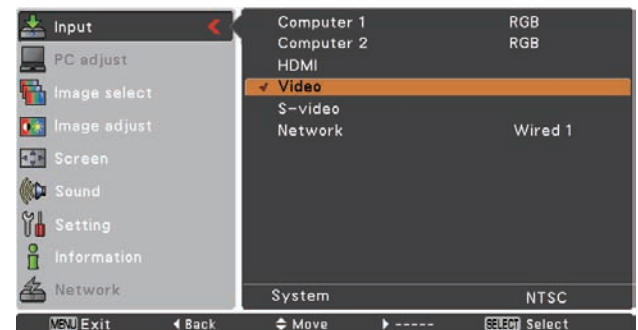 Input
PC adjust
Image select
Image adjust
Screen
Sound
Setting
Information
Network
Computer 1 RGB
Computer 2 RGB
HDMI
Video
S-video
Network Wired 1
System NTSC
MENU Exit Back Move ----- SELECT Select